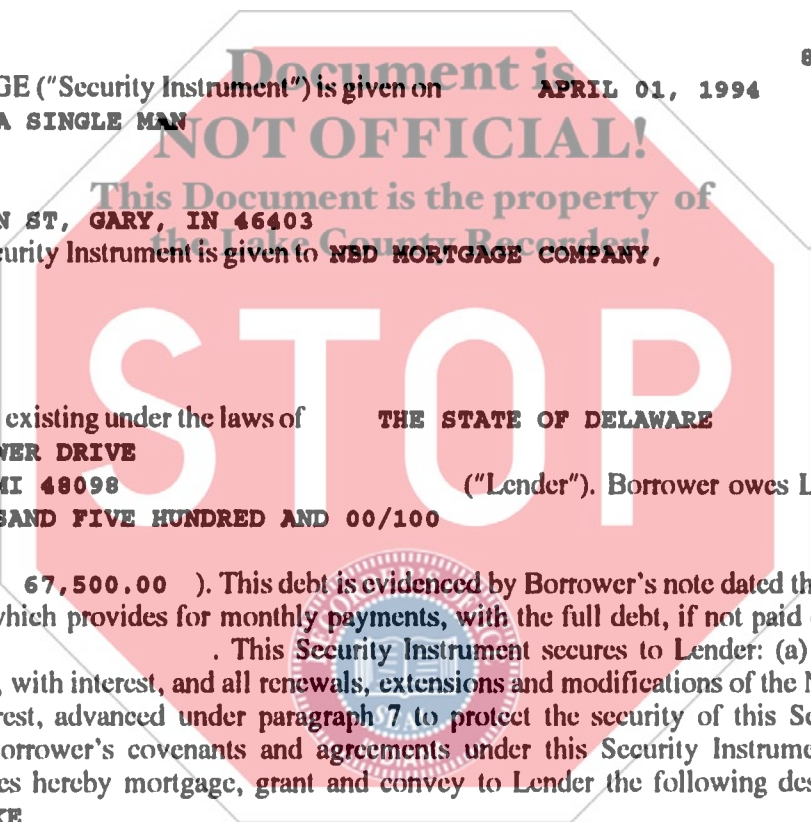 8
Document is
GE ("Security Instrument") is given on APRIL 01, 1994
A SINGLE MAN
NOT OFFICIAL!
This Document is the property of
N ST, GARY, IN 46403
the Lake County Recorder!
curity Instrument is given to NBD MORTGAGE COMPANY,
STOP
existing under the laws of THE STATE OF DELAWARE
WER DRIVE
MI 48098 ("Lender"). Borrower owes L
SAND FIVE HUNDRED AND 00/100
67,500.00 ). This debt is evidenced by Borrower's note dated th
which provides for monthly payments, with the full debt, if not paid
. This Security Instrument secures to Lender: (a)
, with interest, and all renewals, extensions and modifications of the N
rest, advanced under paragraph 7 to protect the security of this Se
orrower's covenants and agreements under this Security Instrume
es hereby mortgage, grant and convey to Lender the following des
KE